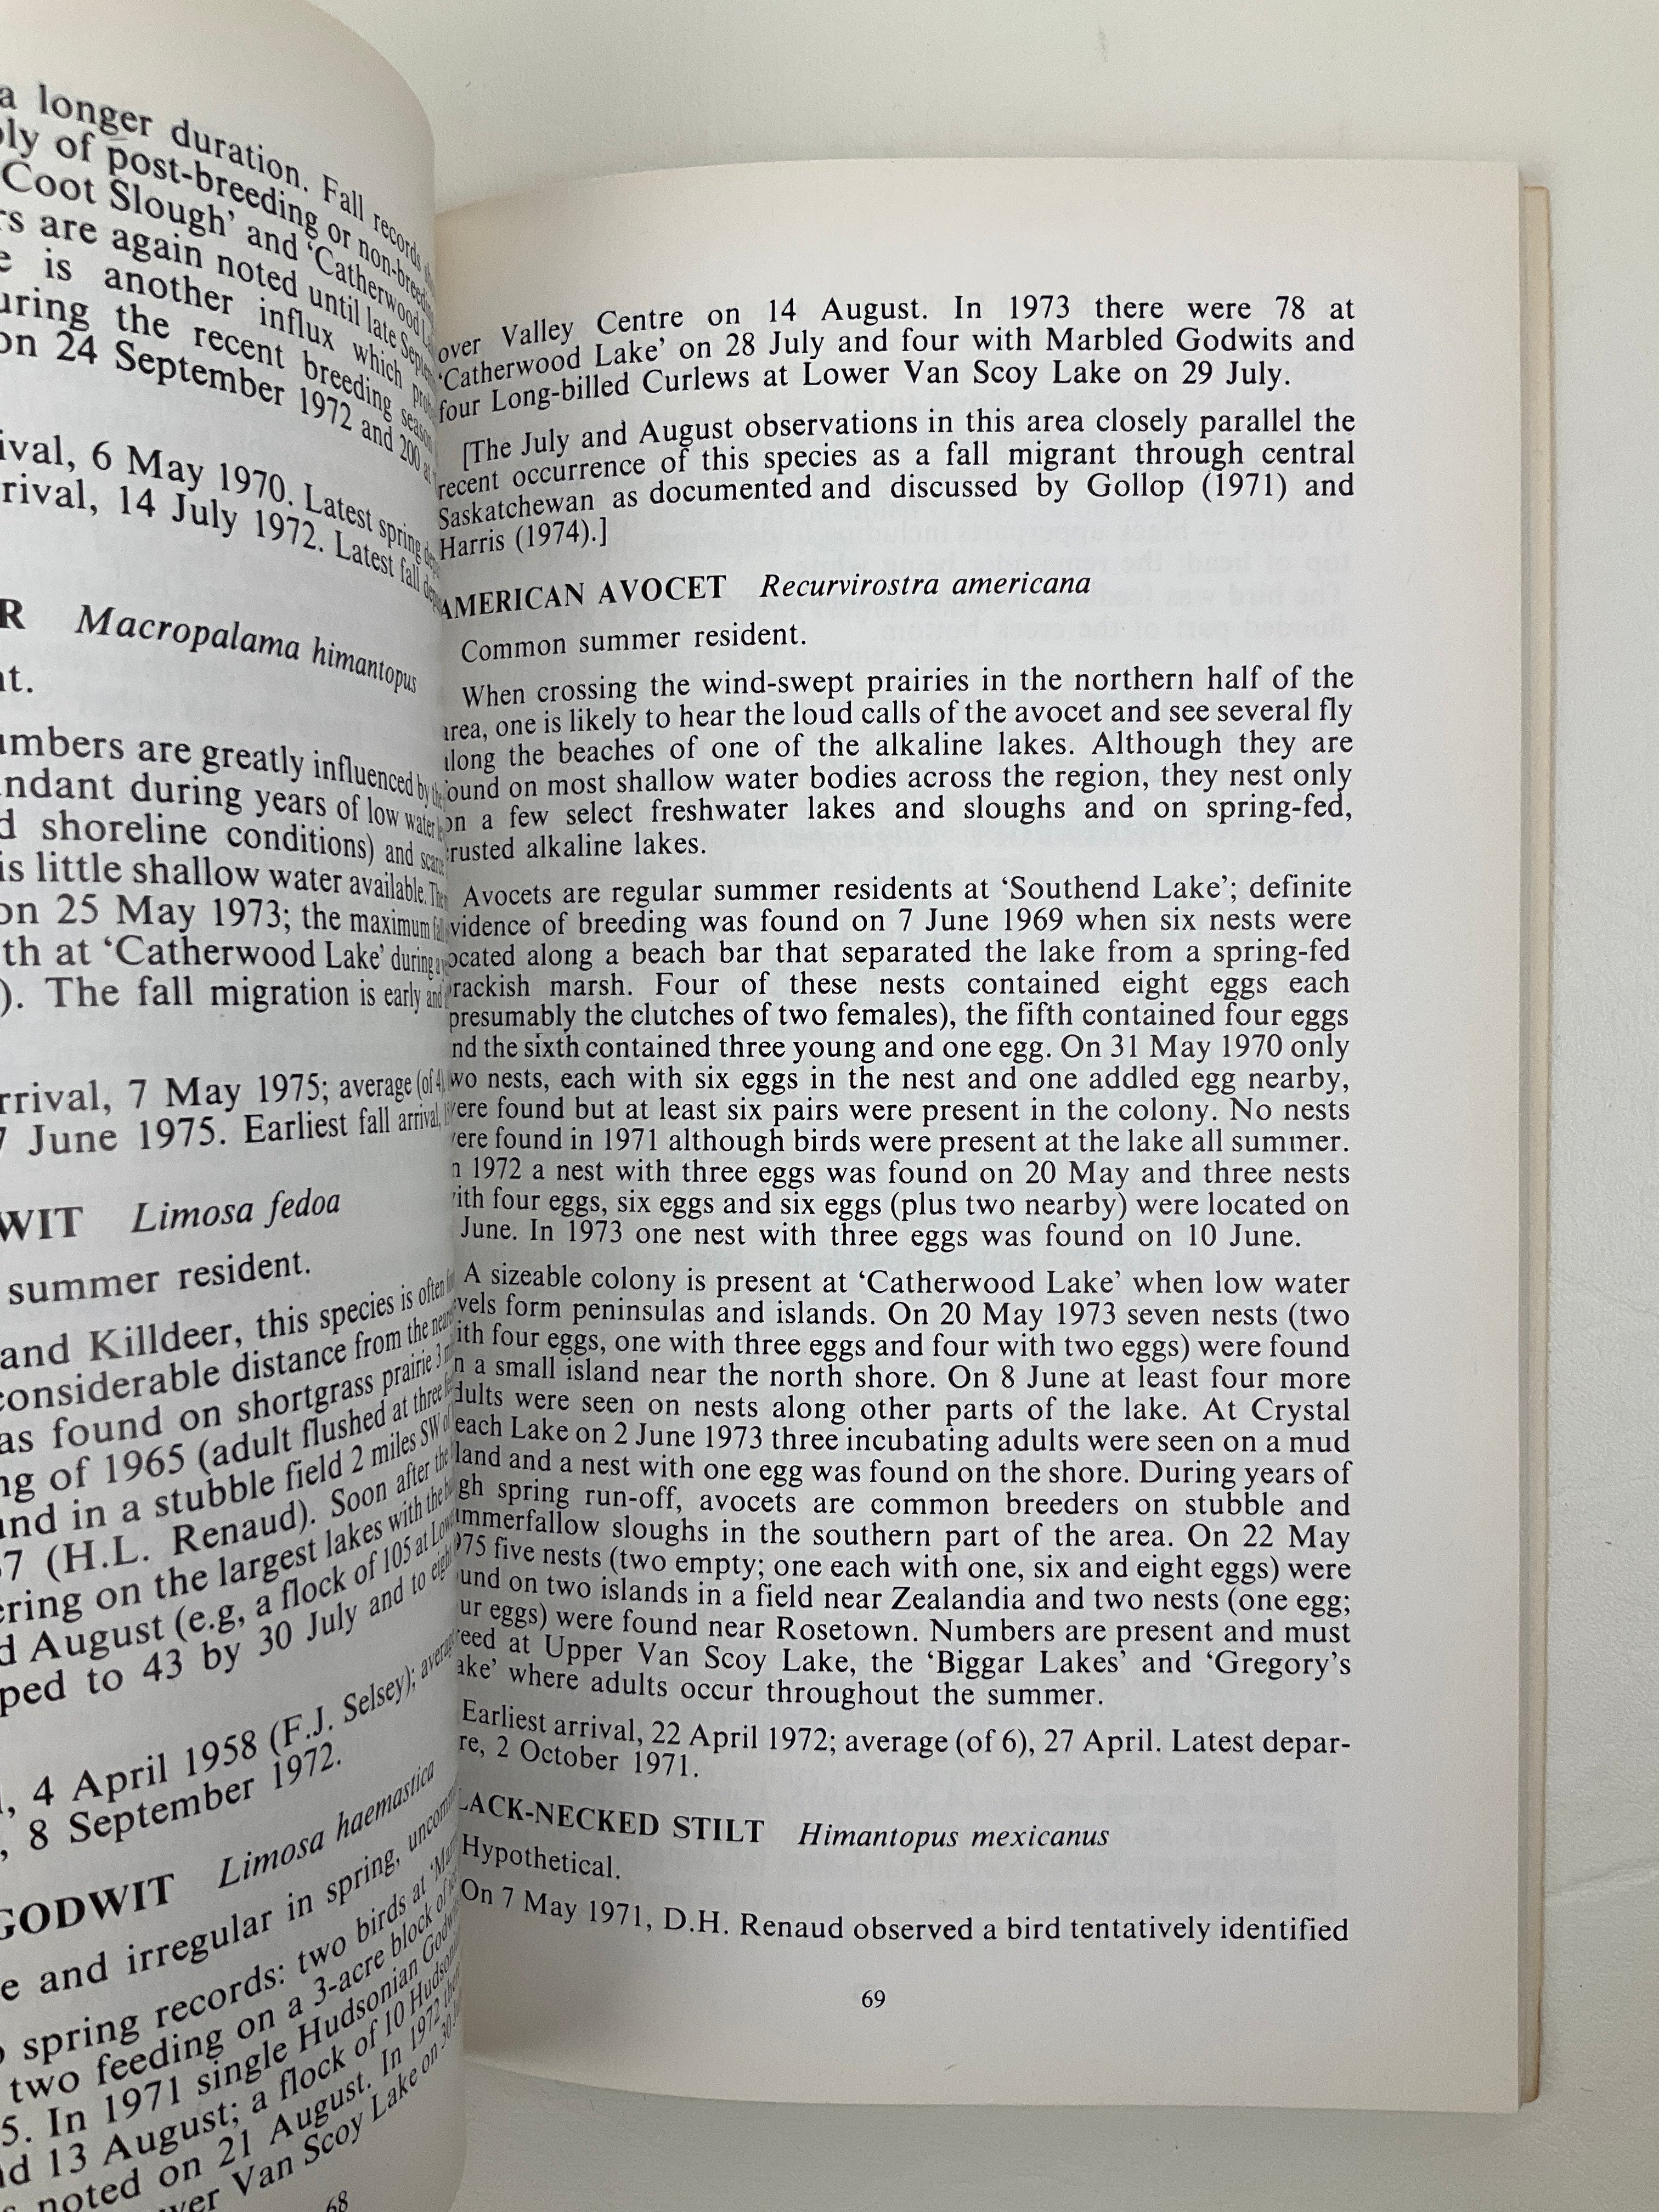 a longer duration. Fall records
of post-breeding or non-breeding
Coot Slough’ and ‘Catherwood
are again noted until late
is another influx which
the recent breeding season
on 24 September 1972 and 200
6 May 1970. Latest spring
14 July 1972. Latest fall
Macropalama himantopus
are greatly influenced by
during years of low water
shoreline conditions) and
is little shallow water available.
on 25 May 1973; the maximum
at ‘Catherwood Lake’ during
). The fall migration is early and
7 May 1975; average (of 4),
7 June 1975. Earliest fall arrival,
Limosa fedoa
summer resident.
and Killdeer, this species is often
considerable distance from the
found on shortgrass prairie 3
of 1965 (adult flushed at three
in a stubble field 2 miles SW
(H.L. Renaud). Soon after the
on the largest lakes with the
August (e.g, a flock of 105 at
to 43 by 30 July and to
4 April 1958 (F.J. Selsey);
8 September 1972.
GODWIT Limosa haemastica
and irregular in spring,
spring records: two birds at
two feeding on a 3-acre block of
5. In 1971 single Hudsonian
13 August; a flock of 10
noted on 21 August. In 1972
Van Scoy Lake on 30
68
over Valley Centre on 14 August. In 1973 there were 78 at
‘Catherwood Lake’ on 28 July and four with Marbled Godwits and
four Long-billed Curlews at Lower Van Scoy Lake on 29 July.
[The July and August observations in this area closely parallel the
recent occurrence of this species as a fall migrant through central
Saskatchewan as documented and discussed by Gollop (1971) and
Harris (1974).]
AMERICAN AVOCET Recurvirostra americana
Common summer resident.
When crossing the wind-swept prairies in the northern half of the
area, one is likely to hear the loud calls of the avocet and see several fly
along the beaches of one of the alkaline lakes. Although they are
found on most shallow water bodies across the region, they nest only
on a few select freshwater lakes and sloughs and on spring-fed,
crusted alkaline lakes.
Avocets are regular summer residents at ‘Southend Lake’; definite
evidence of breeding was found on 7 June 1969 when six nests were
located along a beach bar that separated the lake from a spring-fed
brackish marsh. Four of these nests contained eight eggs each
presumably the clutches of two females), the fifth contained four eggs
and the sixth contained three young and one egg. On 31 May 1970 only
two nests, each with six eggs in the nest and one addled egg nearby,
were found but at least six pairs were present in the colony. No nests
were found in 1971 although birds were present at the lake all summer.
In 1972 a nest with three eggs was found on 20 May and three nests
with four eggs, six eggs and six eggs (plus two nearby) were located on
June. In 1973 one nest with three eggs was found on 10 June.
A sizeable colony is present at ‘Catherwood Lake’ when low water
levels form peninsulas and islands. On 20 May 1973 seven nests (two
with four eggs, one with three eggs and four with two eggs) were found
on a small island near the north shore. On 8 June at least four more
adults were seen on nests along other parts of the lake. At Crystal
Beach Lake on 2 June 1973 three incubating adults were seen on a mud
island and a nest with one egg was found on the shore. During years of
high spring run-off, avocets are common breeders on stubble and
summerfallow sloughs in the southern part of the area. On 22 May
1975 five nests (two empty; one each with one, six and eight eggs) were
found on two islands in a field near Zealandia and two nests (one egg;
four eggs) were found near Rosetown. Numbers are present and must
breed at Upper Van Scoy Lake, the ‘Biggar Lakes’ and ‘Gregory’s
Lake’ where adults occur throughout the summer.
Earliest arrival, 22 April 1972; average (of 6), 27 April. Latest depar-
ture, 2 October 1971.
BLACK-NECKED STILT Himantopus mexicanus
Hypothetical.
On 7 May 1971, D.H. Renaud observed a bird tentatively identified
69